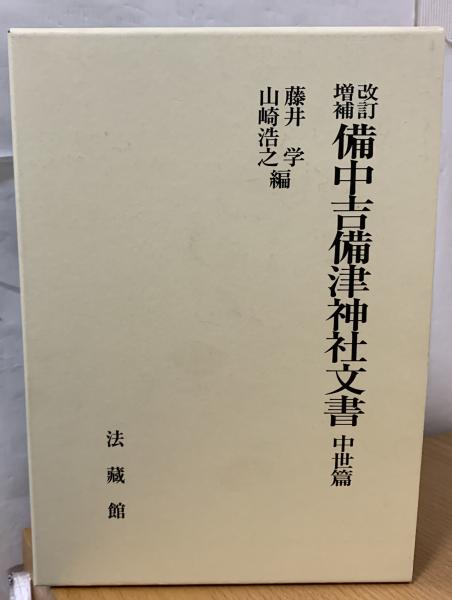 改訂
増補
備中吉備津神社文書 中世篇
藤井 学
山崎浩之 編
法藏館